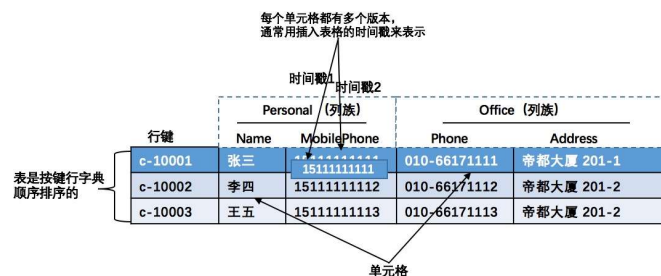 每个单元格都有多个版本，
通常用插入表格的时间戳来表示
时间戳1
时间戳2
Personal （列族）
Office （列族）
行键
Name
MobilePhone
Phone
Address
c-10001
张三
15111111111
010-66171111
帝都大厦 201-1
c-10002
李四
15111111112
010-66171112
帝都大厦 201-2
c-10003
王五
15111111113
010-66171113
帝都大厦 201-2
表是按键行字典
顺序排序的
单元格